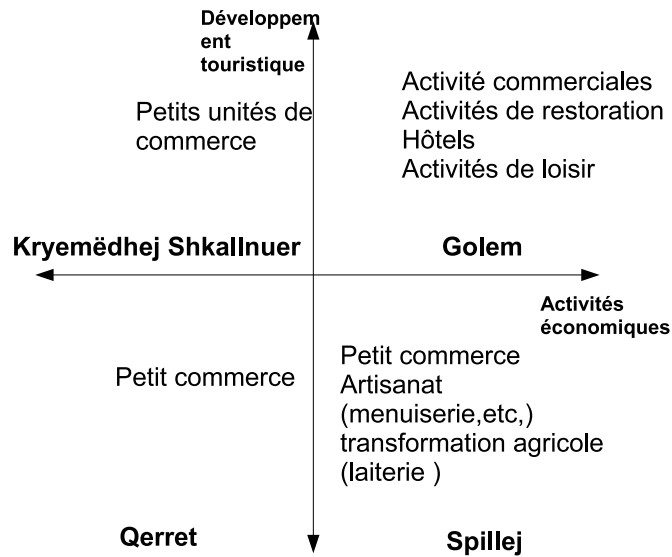 Développem
ent
touristique
Petits unités de
commerce
Activité commerciales
Activités de restoration
Hôtels
Activités de loisir
Kryemëdhej Shkallnuer
Golem
Activités
économiques
Petit commerce
Petit commerce
Artisanat
(menuiserie,etc,)
transformation agricole
(laiterie )
Qerret
Spillej